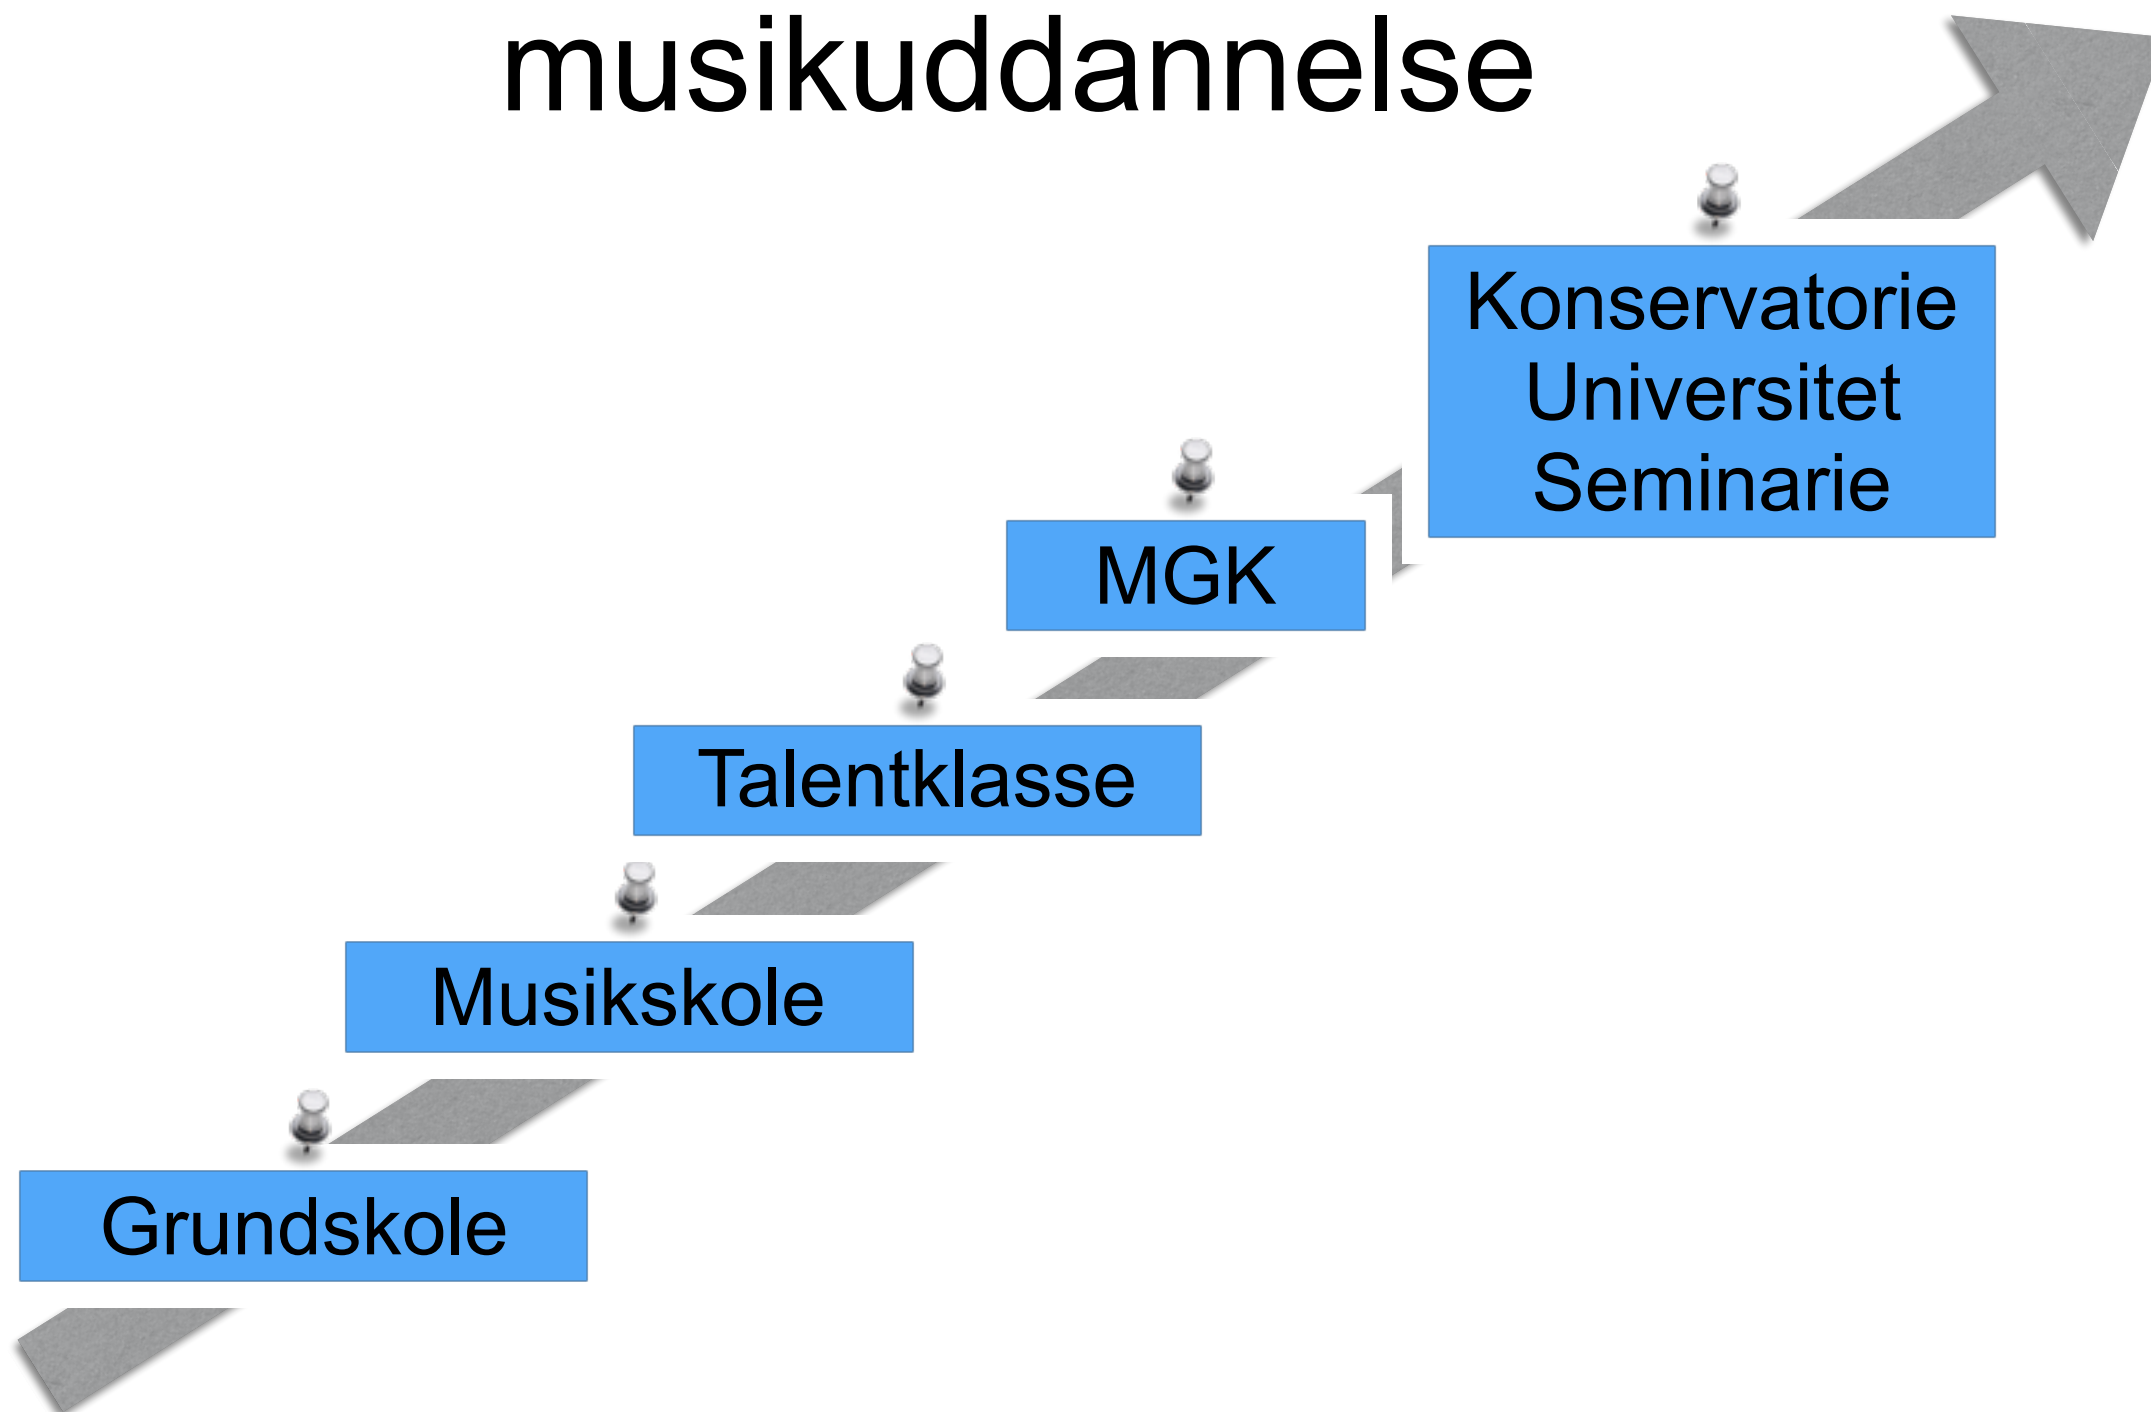 musikuddannelse
Konservatorie
Universitet
Seminarie
MGK
Talentklasse
Musikskole
Grundskole